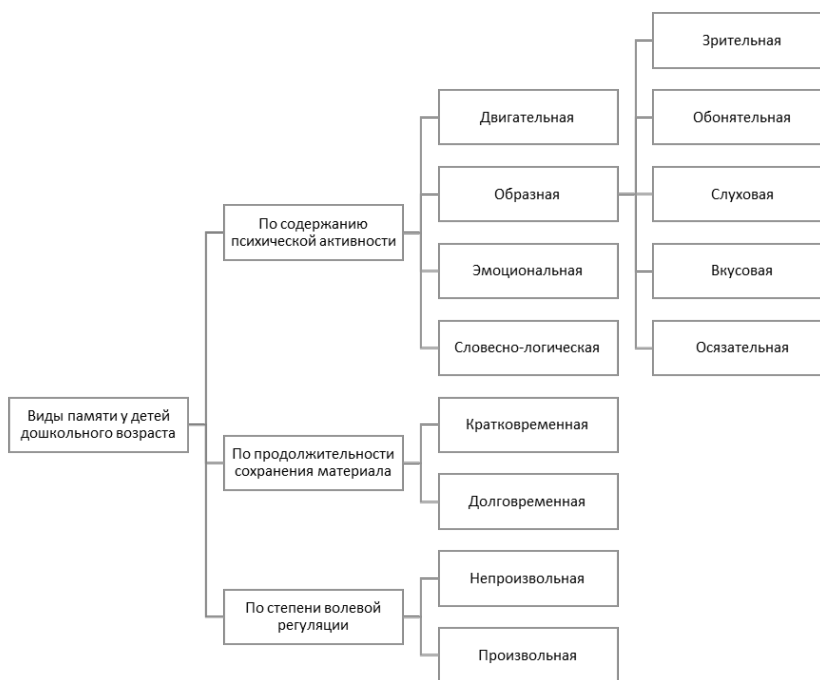 Виды памяти у детей
дошкольного возраста
По содержанию
психической активности
Двигательная
Образная
Зрительная
Обонятельная
Слуховая
Вкусовая
Осязательная
Эмоциональная
Словесно-логическая
По продолжительности
сохранения материала
Кратковременная
Долговременная
По степени волевой
регуляции
Непроизвольная
Произвольная